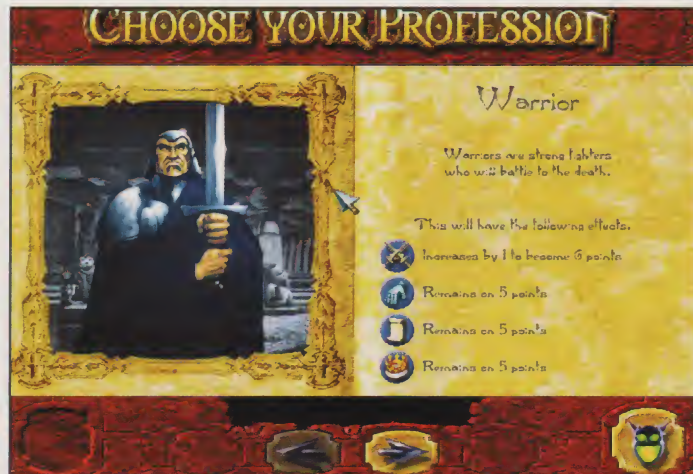 CHOOSE YOUR PROFESSION
Warrior
Warriors are strong fighters
who will battle to the death.
This will have the following effects.
Increases by 1 to become 6 points
Remains on 5 points
Remains on 5 points
Remains on 5 points